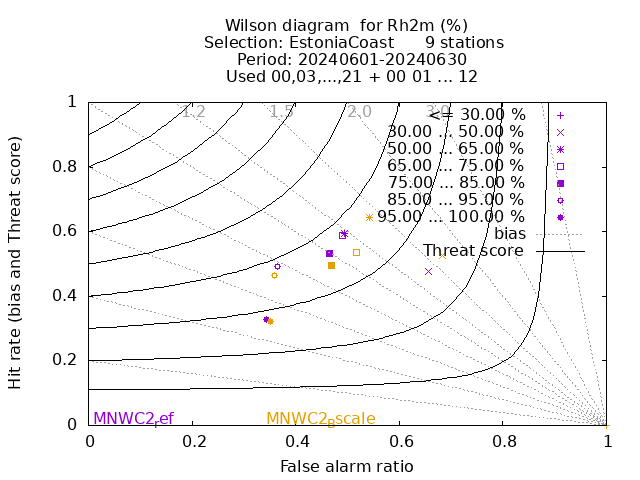 Wilson diagram  for Rh2m (%)
Selection: EstoniaCoast      9 stations
Period: 20240601-20240630
Used 00,03,...,21 + 00 01 ... 12
Hit rate (bias and Threat score)
1
0.8
0.6
0.4
0.2
0
1.2
1.5
2.0
3.0
<= 30.00 %
30.00 ... 50.00 %
50.00 ... 65.00 %
65.00 ... 75.00 %
75.00 ... 85.00 %
85.00 ... 95.00 %
95.00 ... 100.00 %
bias
Threat score
MNWC2,ef
MNWC2Bscale
0
0.2
0.4
0.6
0.8
1
False alarm ratio